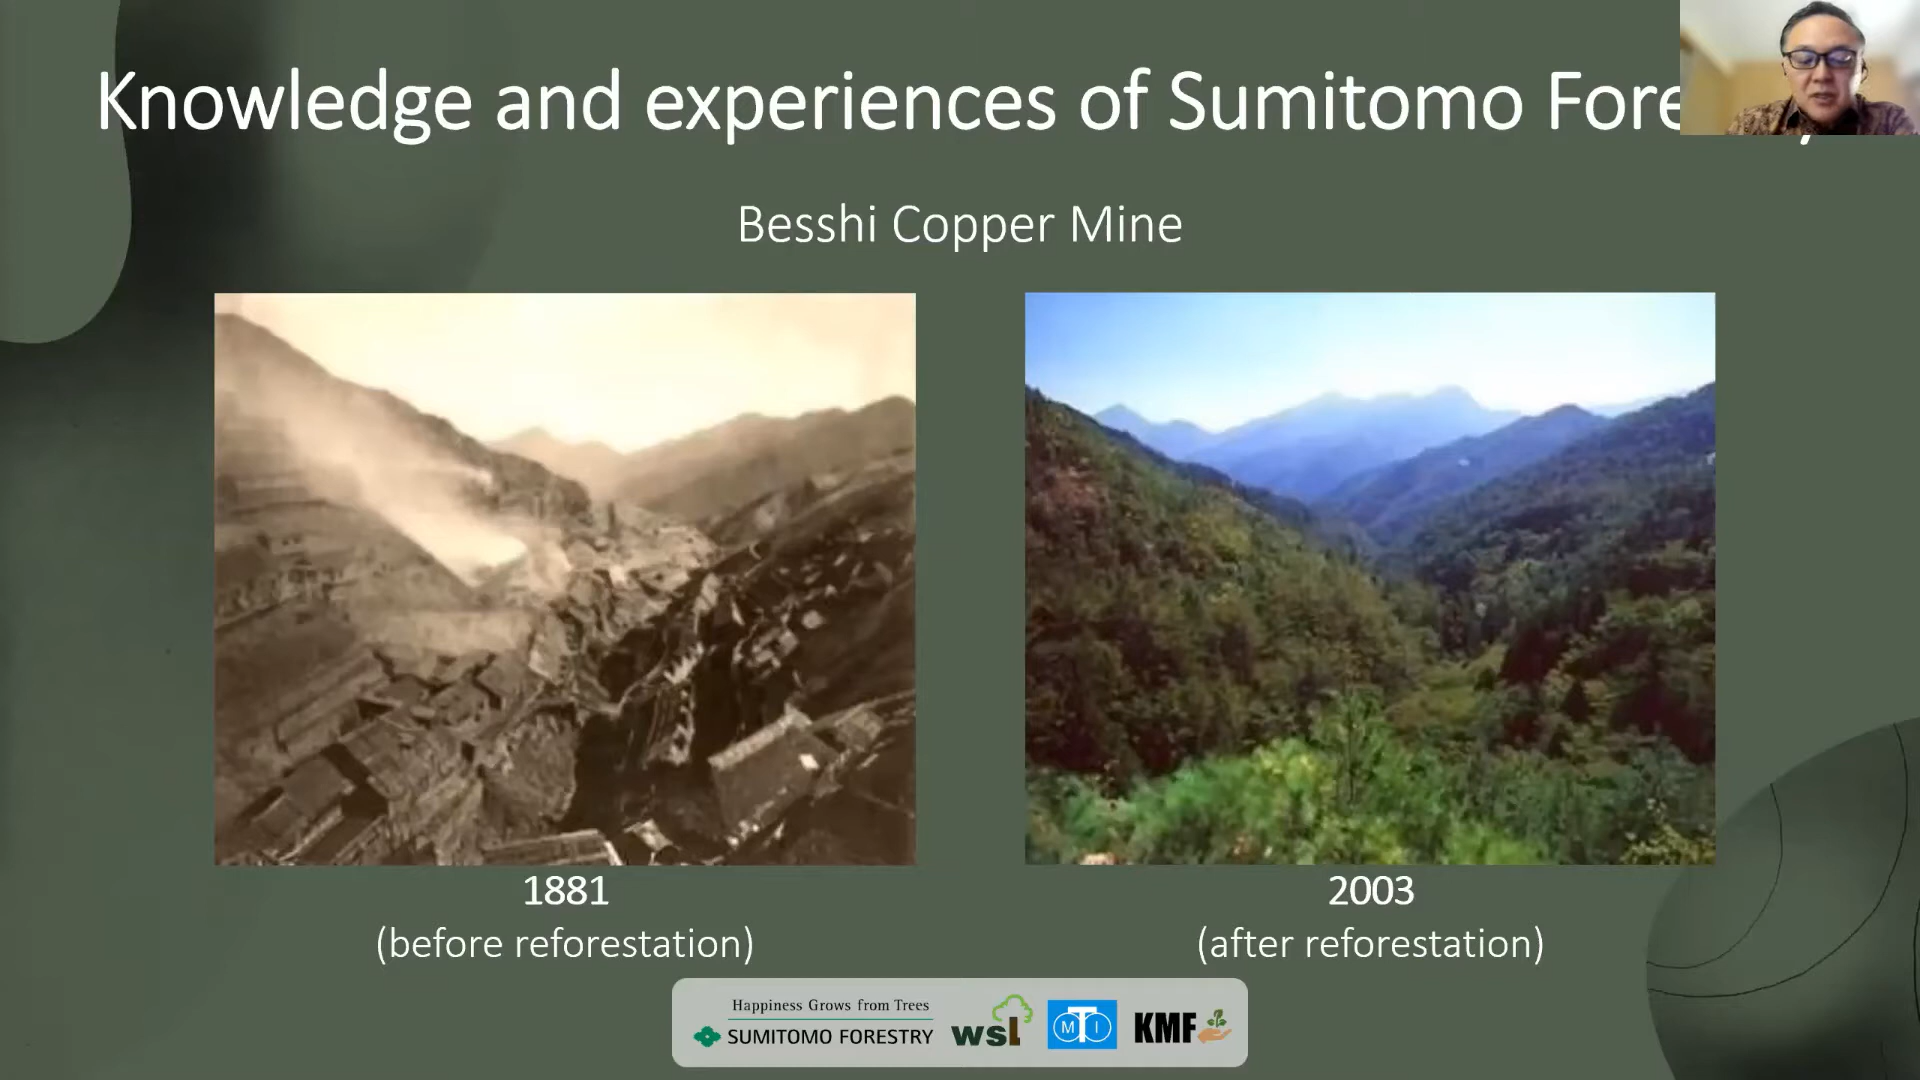 Knowledge and experiences of Sumitomo
Besshi Copper Mine
1881
(before reforestation)
2003
(after reforestation)
Happiness Grows from Trees
SUMITOMO FORESTRY
wsl
MTI
KMF